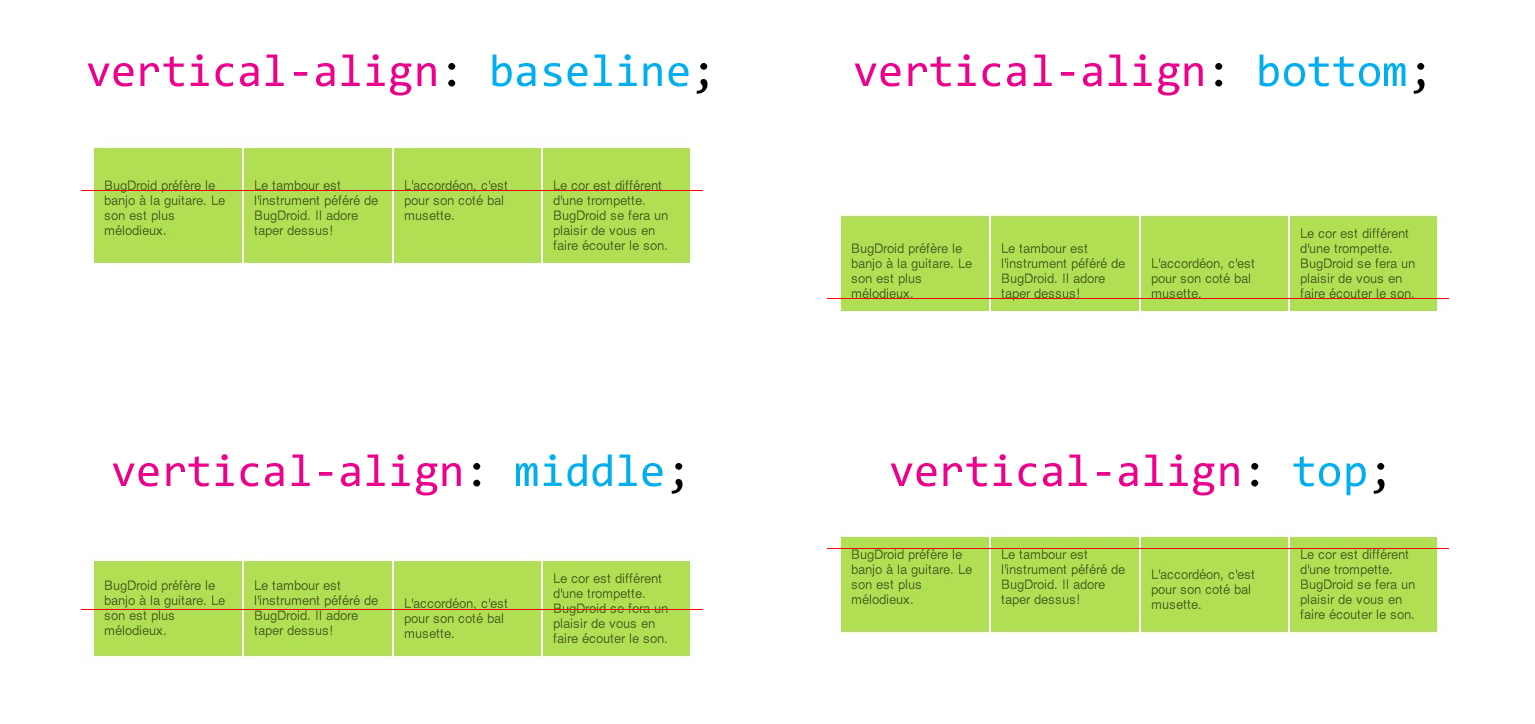 vertical-align: baseline;
BugDroid préfère le
banjo à la guitare. Le
son est plus
mélodieux.
Le tambour est
l'instrument péféré de
BugDroid. Il adore
taper dessus!
L'accordéon, c'est
pour son coté bal
musette.
Le cor est différent
d'une trompette.
BugDroid se fera un
plaisir de vous en
faire écouter le son.
vertical-align: bottom;
BugDroid préfère le
banjo à la guitare. Le
son est plus
mélodieux.
Le tambour est
l'instrument péféré de
BugDroid. Il adore
taper dessus!
L'accordéon, c'est
pour son coté bal
musette.
Le cor est différent
d'une trompette.
BugDroid se fera un
plaisir de vous en
faire écouter le son.
vertical-align: middle;
BugDroid préfère le
banjo à la guitare. Le
son est plus
mélodieux.
Le tambour est
l'instrument péféré de
BugDroid. Il adore
taper dessus!
L'accordéon, c'est
pour son coté bal
musette.
Le cor est différent
d'une trompette.
BugDroid se fera un
plaisir de vous en
faire écouter le son.
vertical-align: top;
BugDroid préfère le
banjo à la guitare. Le
son est plus
mélodieux.
Le tambour est
l'instrument péféré de
BugDroid. Il adore
taper dessus!
L'accordéon, c'est
pour son coté bal
musette.
Le cor est différent
d'une trompette.
BugDroid se fera un
plaisir de vous en
faire écouter le son.